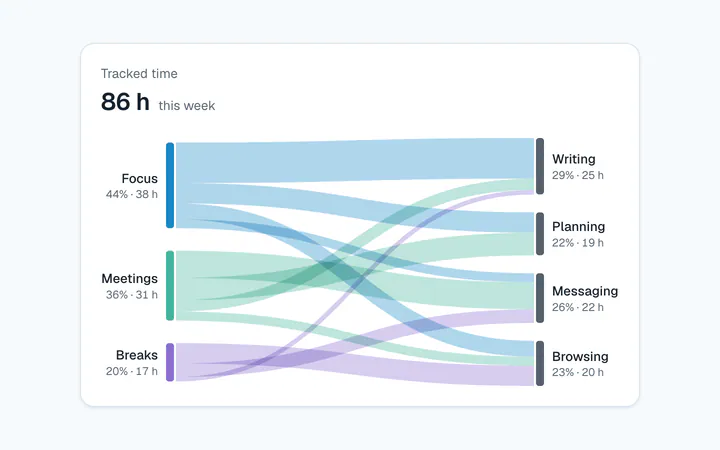 Tracked time
86 h this week
Focus
44% · 38 h
Meetings
36% · 31 h
Breaks
20% · 17 h
Writing
29% · 25 h
Planning
22% · 19 h
Messaging
26% · 22 h
Browsing
23% · 20 h